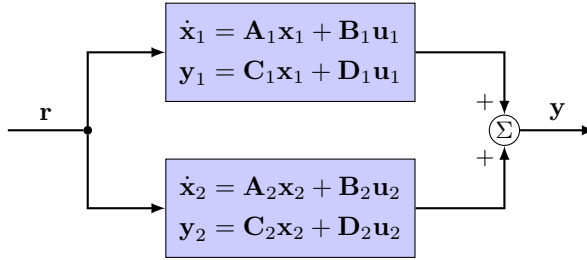 ẋ₁ = A₁x₁ + B₁u₁
y₁ = C₁x₁ + D₁u₁
r
+
Σ
y
+
ẋ₂ = A₂x₂ + B₂u₂
y₂ = C₂x₂ + D₂u₂